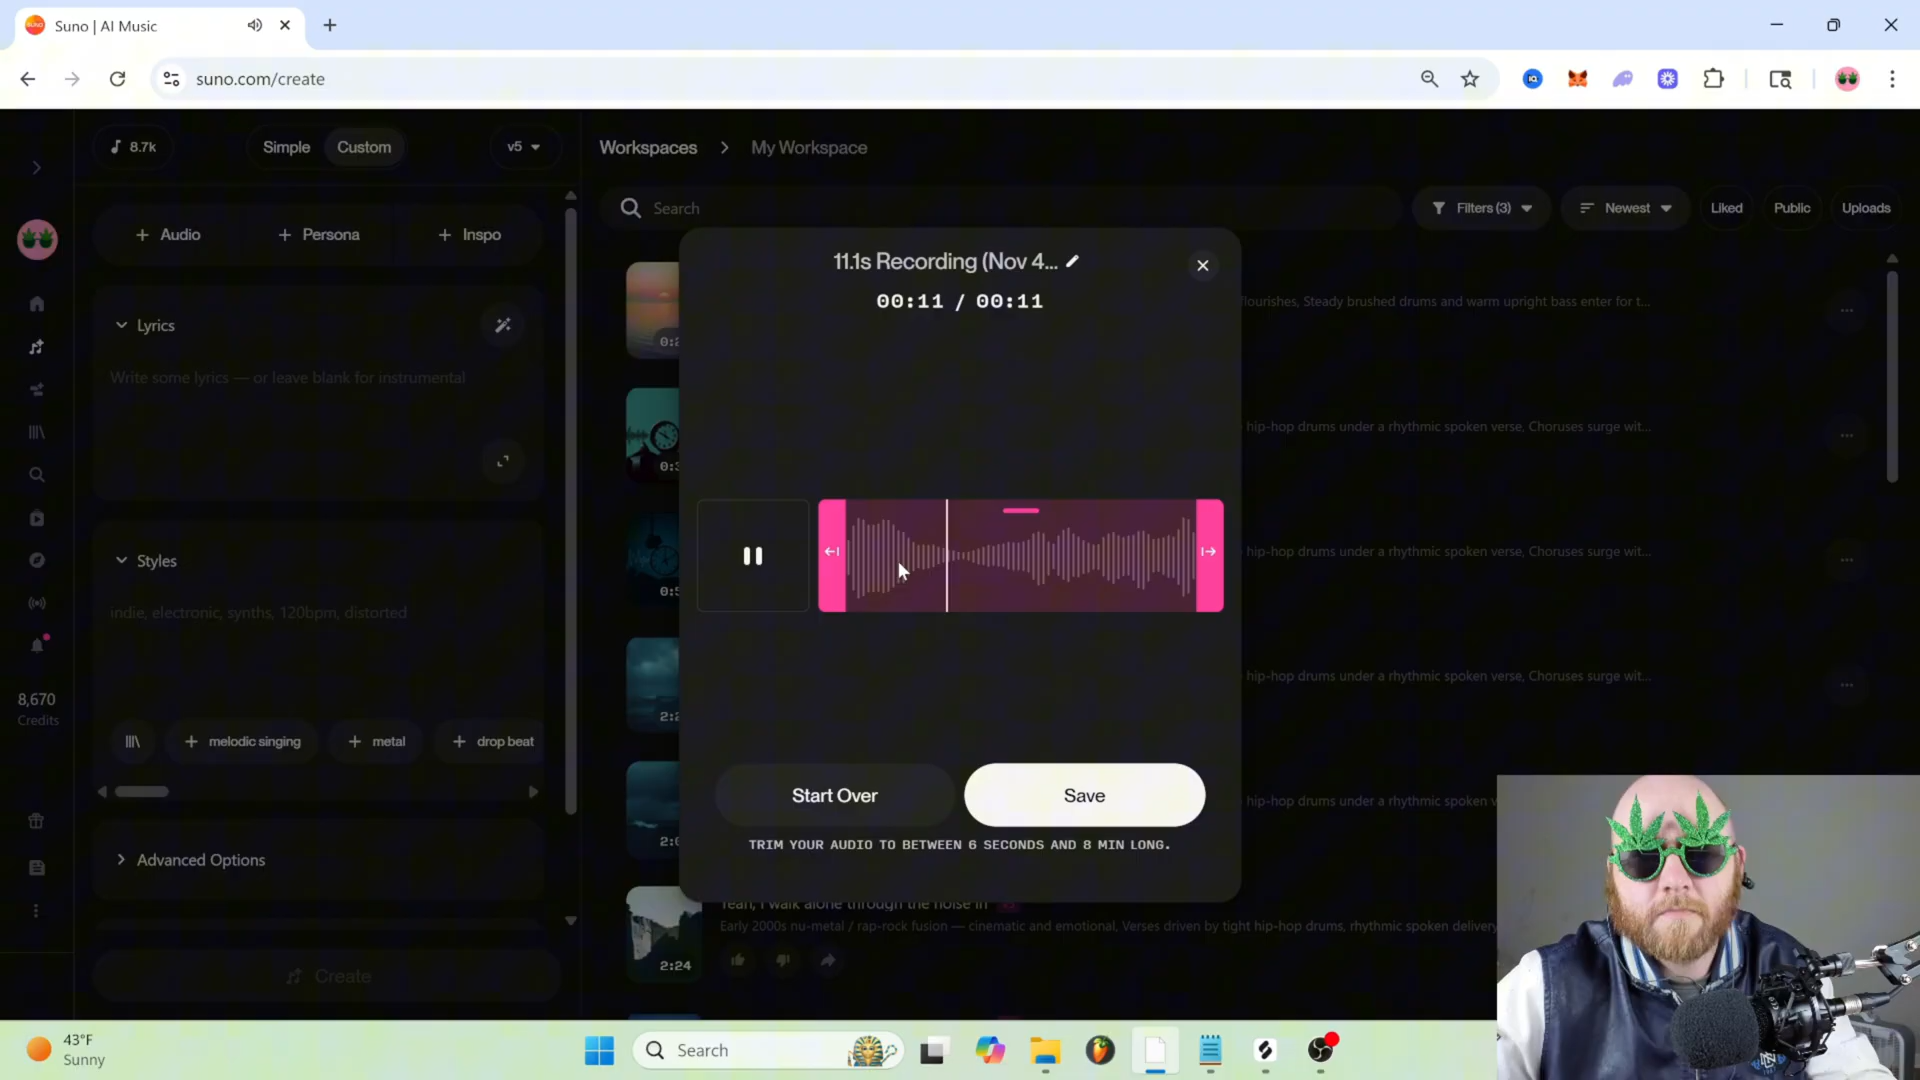 Suno | AI Music
suno.com/create
8.7k
Simple
Custom
v5
Workspaces
My Workspace
Search
Filters (3)
Newest
Liked
Public
Uploads
Audio
Persona
Inspo
11.1s Recording (Nov 4...
00:11 / 00:11
flourishes, Steady brushed drums and warm upright bass enter for t...
Lyrics
Write some lyrics — or leave blank for instrumental
hip-hop drums under a rhythmic spoken verse, Choruses surge wit...
hip-hop drums under a rhythmic spoken verse, Choruses surge wit...
Styles
indie, electronic, synths, 120bpm, distorted
8,670
Credits
hip-hop drums under a rhythmic spoken verse, Choruses surge wit...
melodic singing
metal
drop beat
Start Over
Save
hip-hop drums under a rhythmic spoken v
TRIM YOUR AUDIO TO BETWEEN 6 SECONDS AND 8 MIN LONG.
Advanced Options
Yeah, I walk alone through the noise in
Early 2000s nu-metal / rap-rock fusion — cinematic and emotional, Verses driven by tight hip-hop drums, rhythmic spoken delivery
2:24
Create
43°F
Sunny
Search